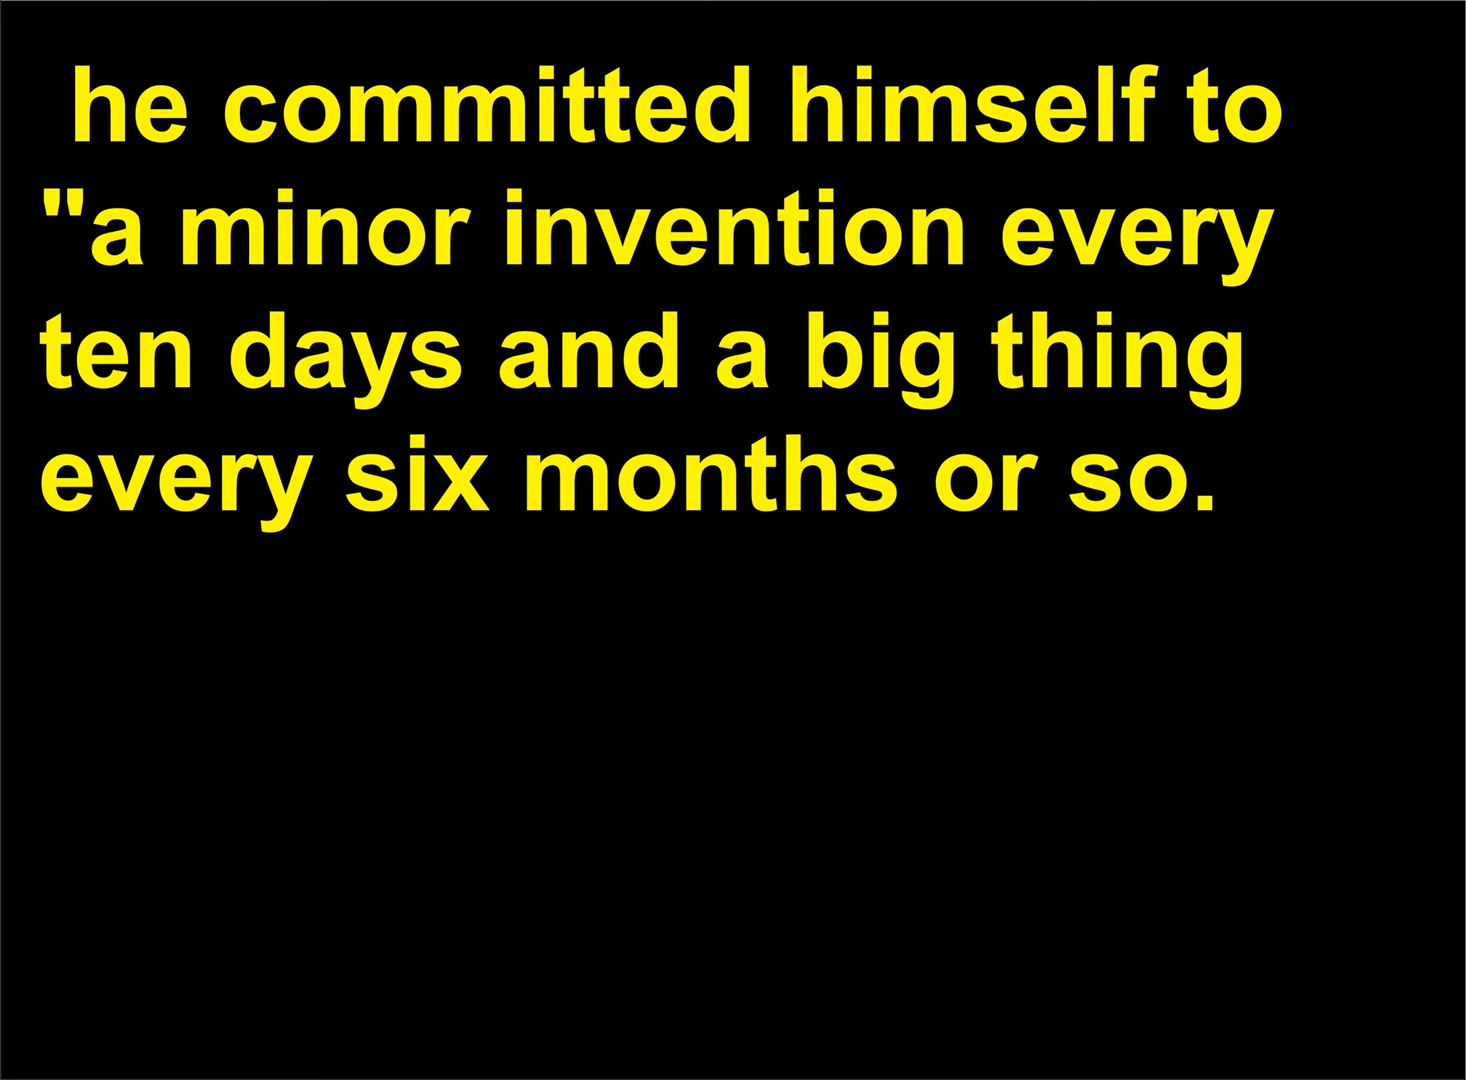 he committed himself to
"a minor invention every
ten days and a big thing
every six months or so.